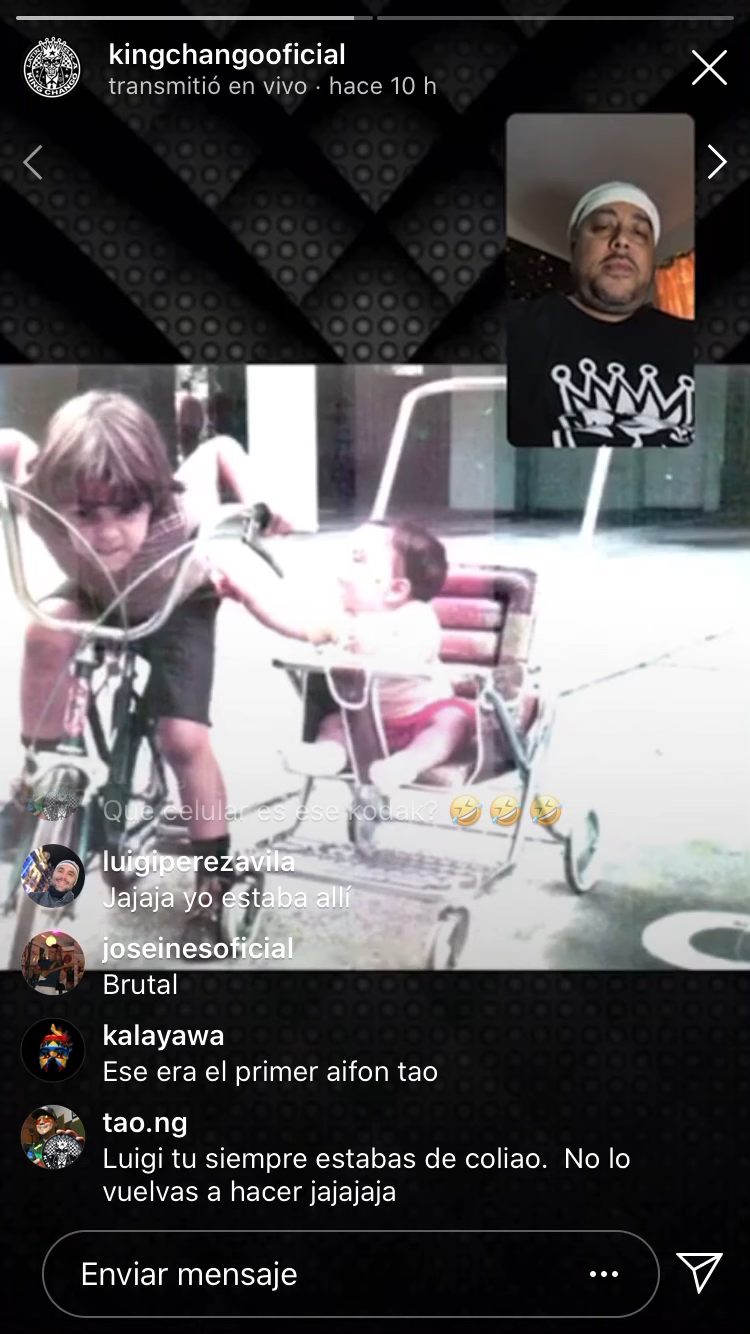 kingchangooficial
transmitió en vivo · hace 10 h
Que celular es ese kodak? 🤣🤣🤣
luigiperezavila
Jajaja yo estaba allí
joseinesoficial
Brutal
kalayawa
Ese era el primer aifon tao
tao.ng
Luigi tu siempre estabas de coliao. No lo
vuelvas a hacer jajajaja
Enviar mensaje